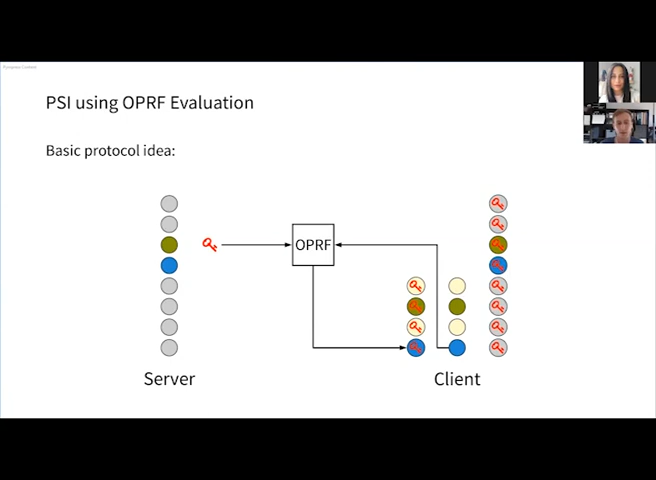 PSI using OPRF Evaluation
Basic protocol idea:
OPRF
Server
Client